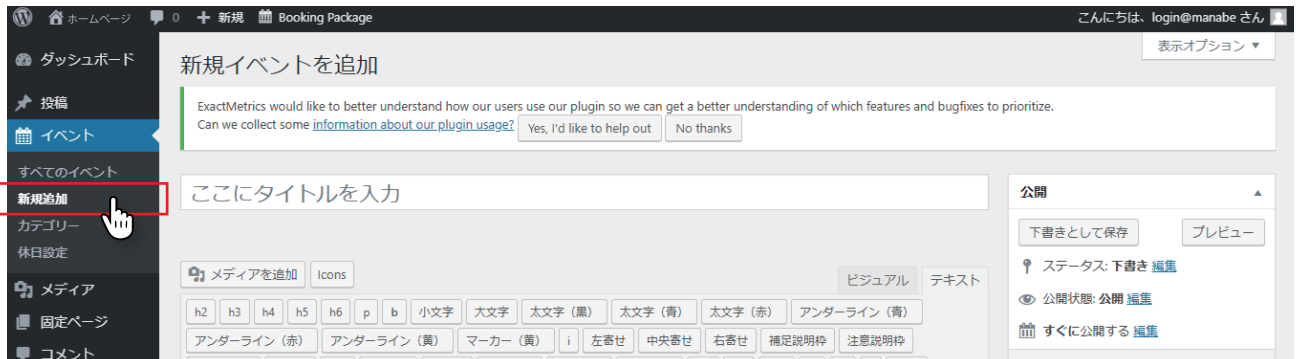 ホームページ 0 新規 Booking Package こんにちは、login@manabe さん
表示オプション ▼
ダッシュボード
投稿
イベント
すべてのイベント
新規追加
カテゴリー
休日設定
メディア
固定ページ
コメント
新規イベントを追加
ExactMetrics would like to better understand how our users use our plugin so we can get a better understanding of which features and bugfixes to prioritize.
Can we collect some information about our plugin usage? Yes, I'd like to help out No thanks
ここにタイトルを入力
メディアを追加 Icons
ビジュアル テキスト
h2 h3 h4 h5 h6 p b 小文字 大文字 太文字（黒） 太文字（青） 太文字（赤） アンダーライン（青）
アンダーライン（赤） アンダーライン（黄） マーカー（黄） i 左寄せ 中央寄せ 右寄せ 補足説明枠 注意説明枠
公開
下書きとして保存 プレビュー
ステータス: 下書き 編集
公開状態: 公開 編集
すぐに公開する 編集